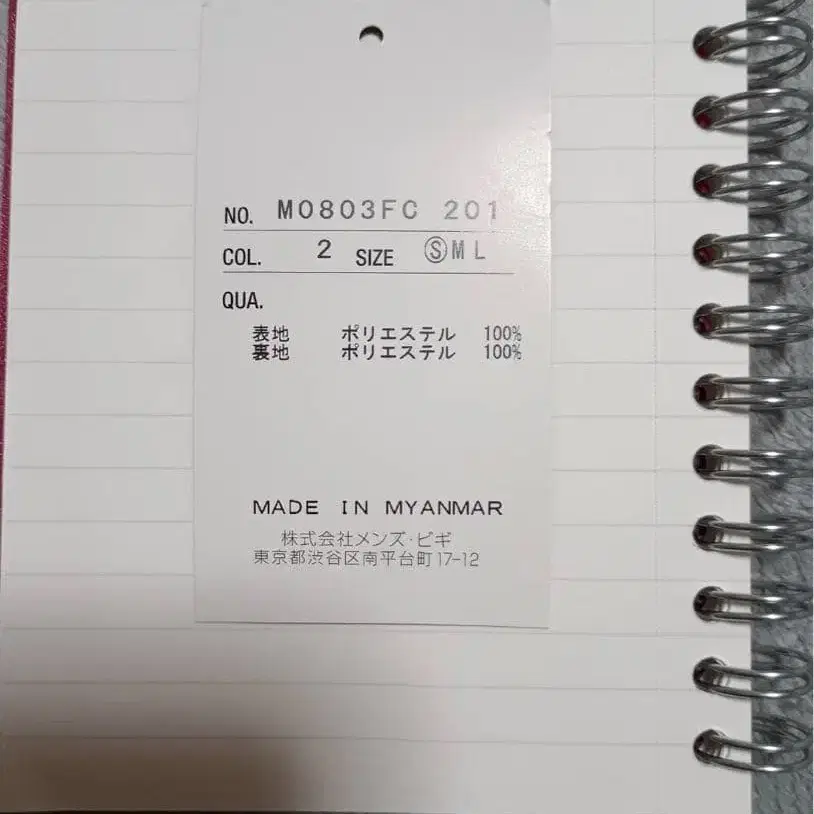 NO. M0803FC 201
COL. 2 SIZE Ⓢ M L
QUA.
表地 ポリエステル 100%
裏地 ポリエステル 100%
MADE IN MYANMAR
株式会社メンズ・ビギ
東京都渋谷区南平台町17-12